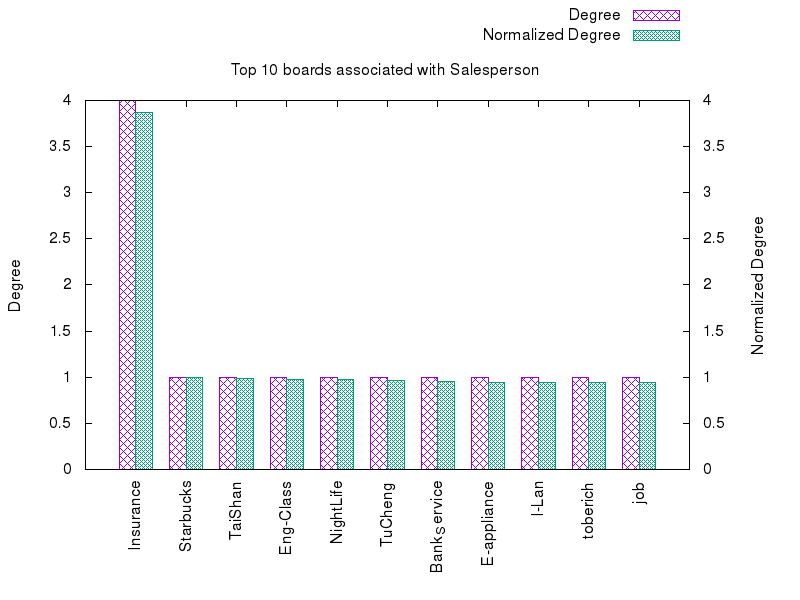 Degree
Normalized Degree
Top 10 boards associated with Salesperson
4
3.5
3
2.5
2
1.5
1
0.5
0
4
3.5
3
2.5
2
1.5
1
0.5
0
Degree
Normalized Degree
Insurance
Starbucks
TaiShan
Eng-Class
NightLife
TuCheng
BankService
E-appliance
I-Lan
toberich
job